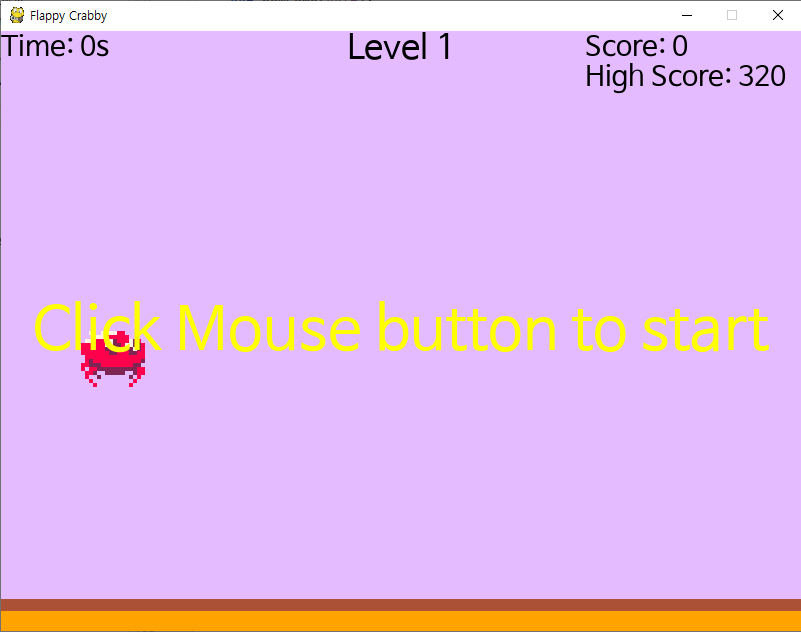 Flappy Crabby
Time: 0s
Level 1
Score: 0
High Score: 320
Click Mouse button to start